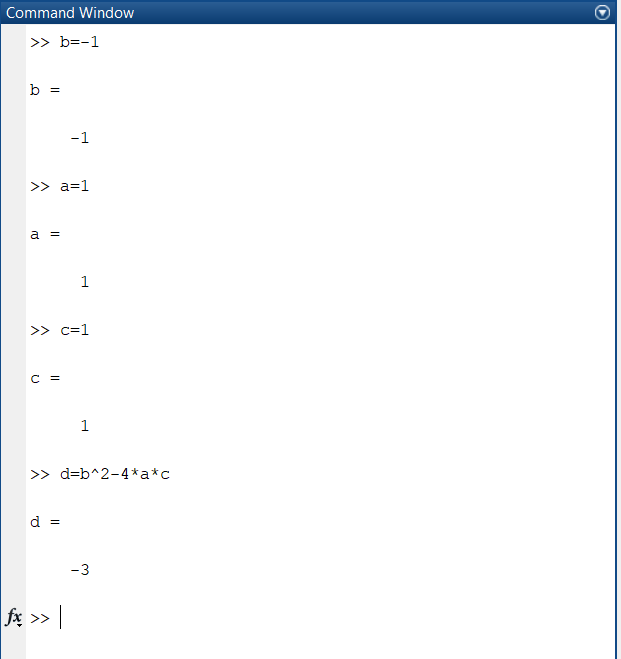 Command Window
>> b=-1
b =
-1
>> a=1
a =
1
>> c=1
c =
1
>> d=b^2-4*a*c
d =
-3
fx >>